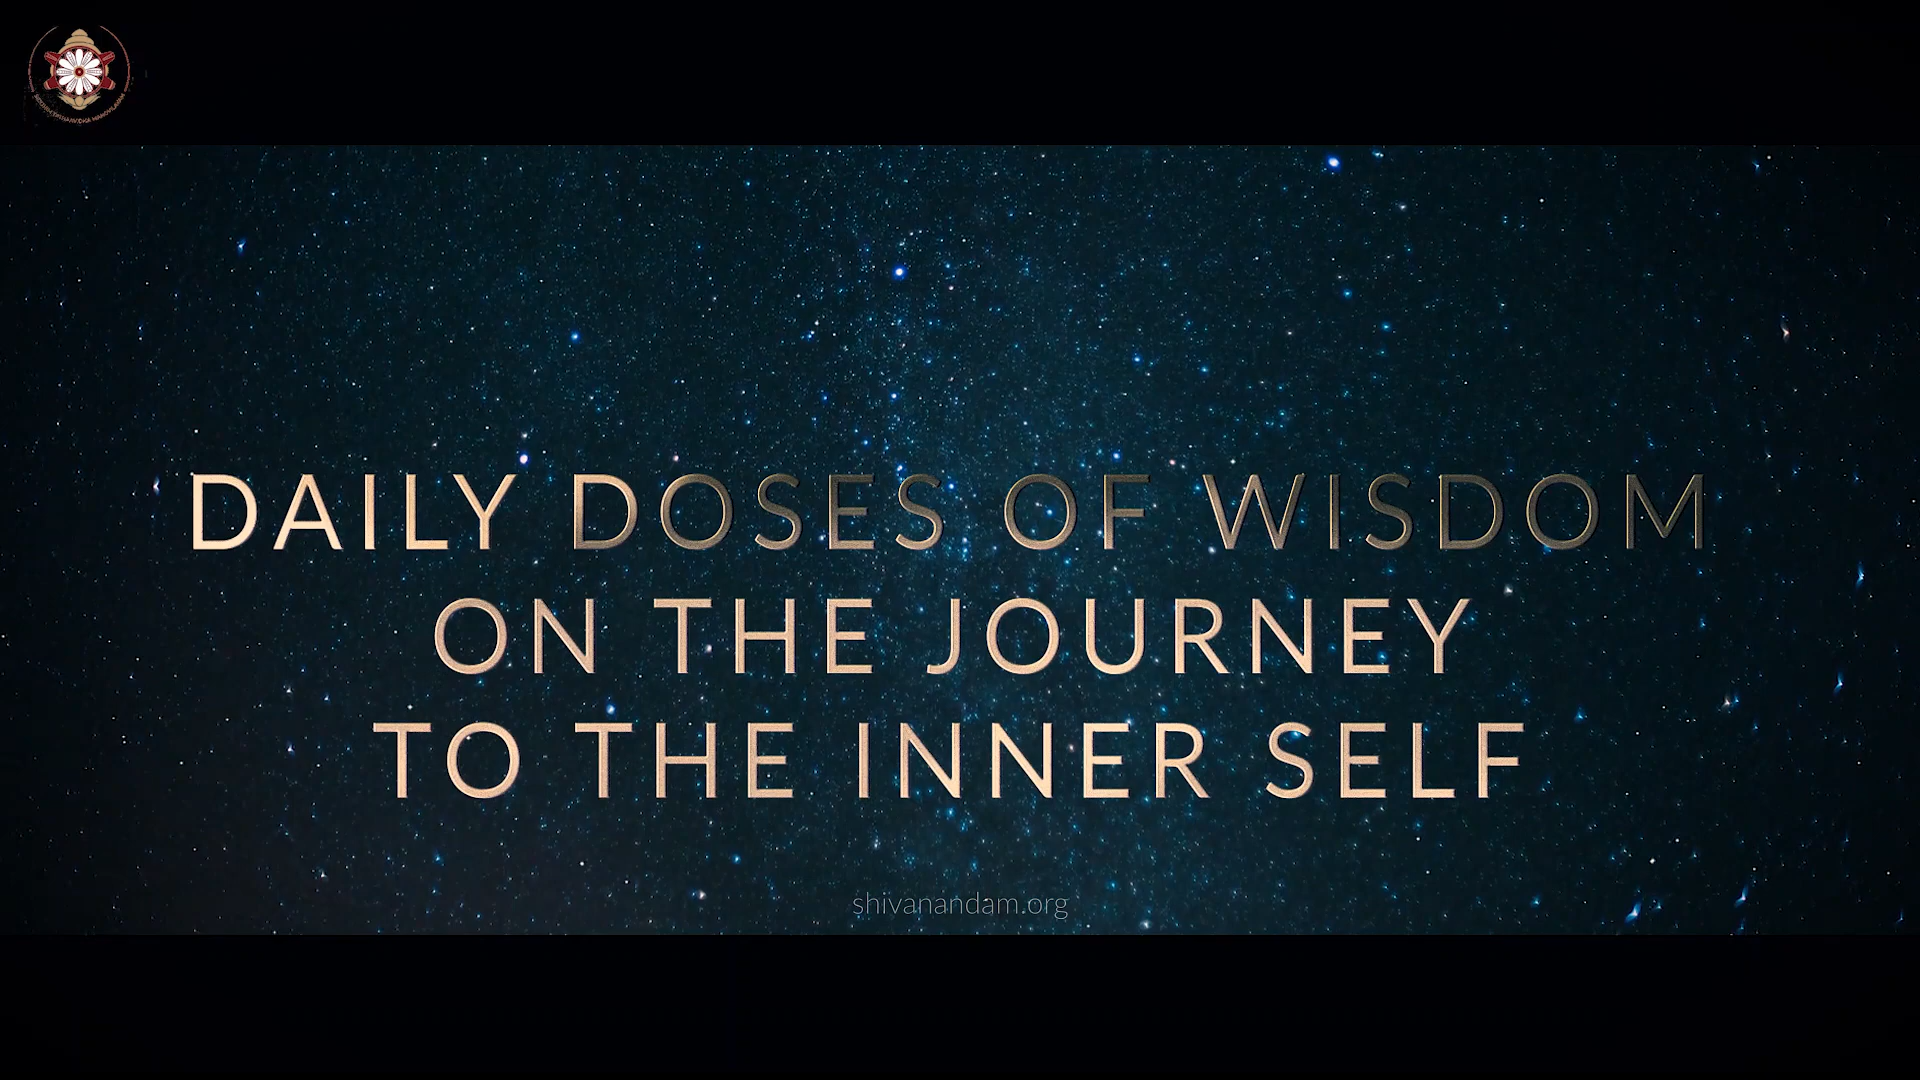 DAILY DOSES OF WISDOM
ON THE JOURNEY
TO THE INNER SELF
shivanandam.org